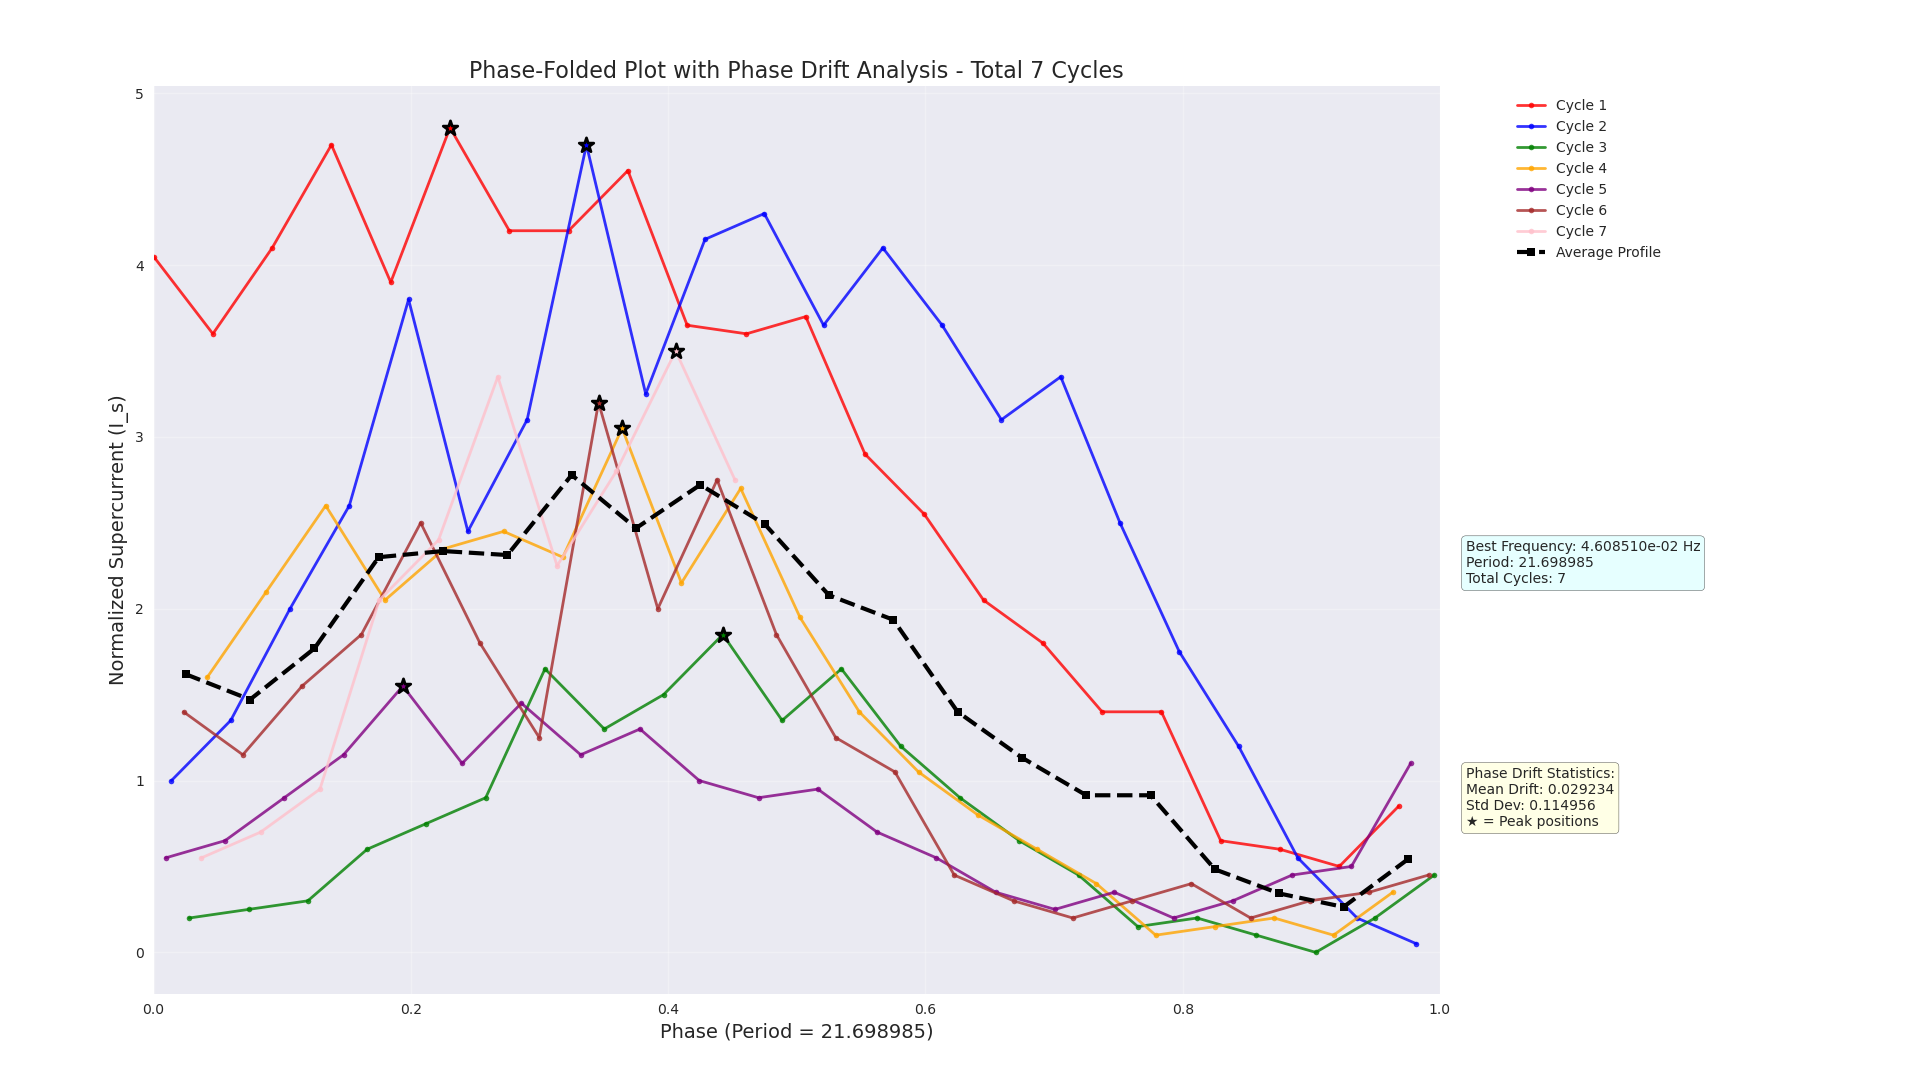 Phase-Folded Plot with Phase Drift Analysis - Total 7 Cycles
Normalized Supercurrent (I_s)
5
4
3
2
1
0
0.0
0.2
0.4
0.6
0.8
1.0
Phase (Period = 21.698985)
Cycle 1
Cycle 2
Cycle 3
Cycle 4
Cycle 5
Cycle 6
Cycle 7
Average Profile
Best Frequency: 4.608510e-02 Hz
Period: 21.698985
Total Cycles: 7
Phase Drift Statistics:
Mean Drift: 0.029234
Std Dev: 0.114956
★ = Peak positions